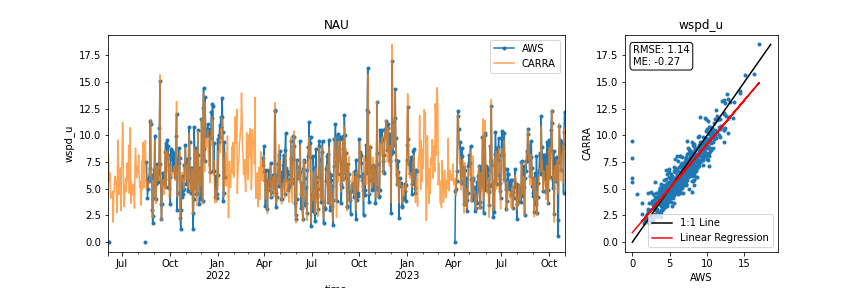 NAU
wspd_u
17.5
15.0
12.5
10.0
7.5
5.0
2.5
0.0
wspd_u
AWS
CARRA
Jul
Oct
Jan
2022
Apr
Jul
Oct
Jan
2023
Apr
Jul
Oct
time
RMSE: 1.14
ME: -0.27
17.5
15.0
12.5
10.0
7.5
5.0
2.5
0.0
CARRA
1:1 Line
Linear Regression
0
5
10
15
AWS